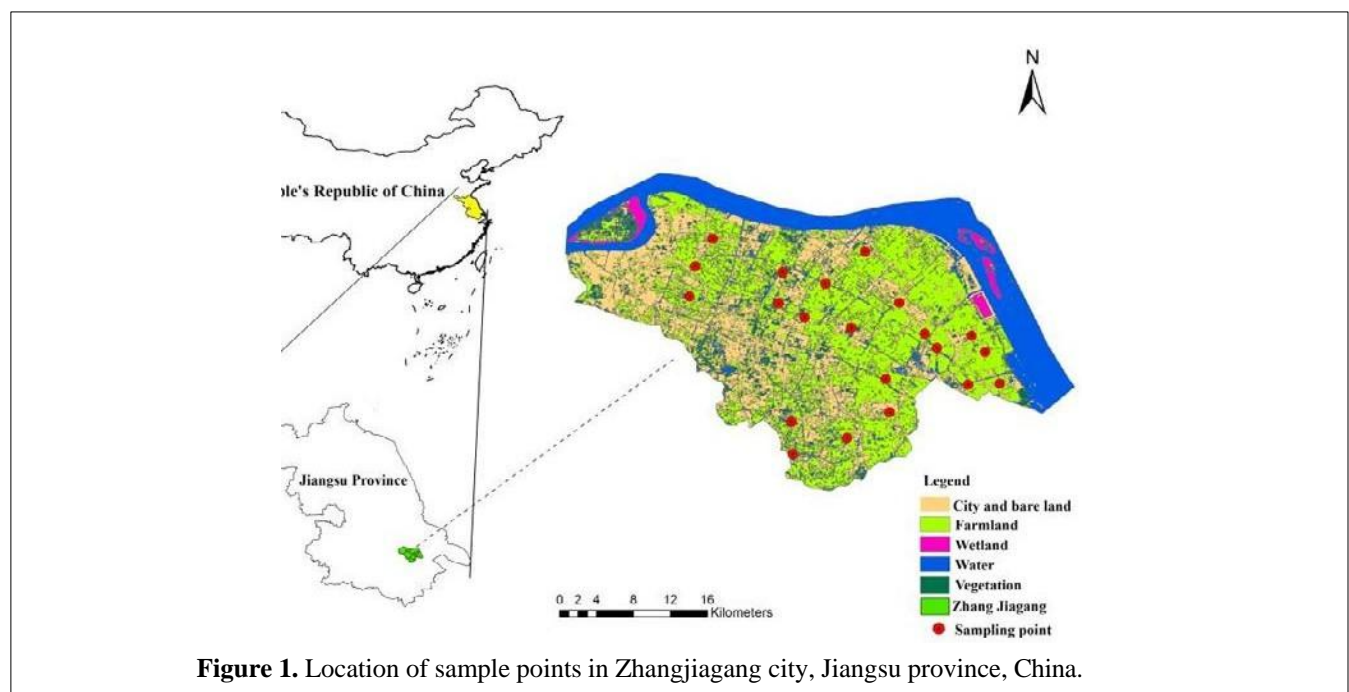 N
ple's Republic of China
Jiangsu Province
Legend
City and bare land
Farmland
Wetland
Water
Vegetation
Zhang Jiagang
Sampling point
0 2 4 8 12 16
Kilometers
Figure 1. Location of sample points in Zhangjiagang city, Jiangsu province, China.